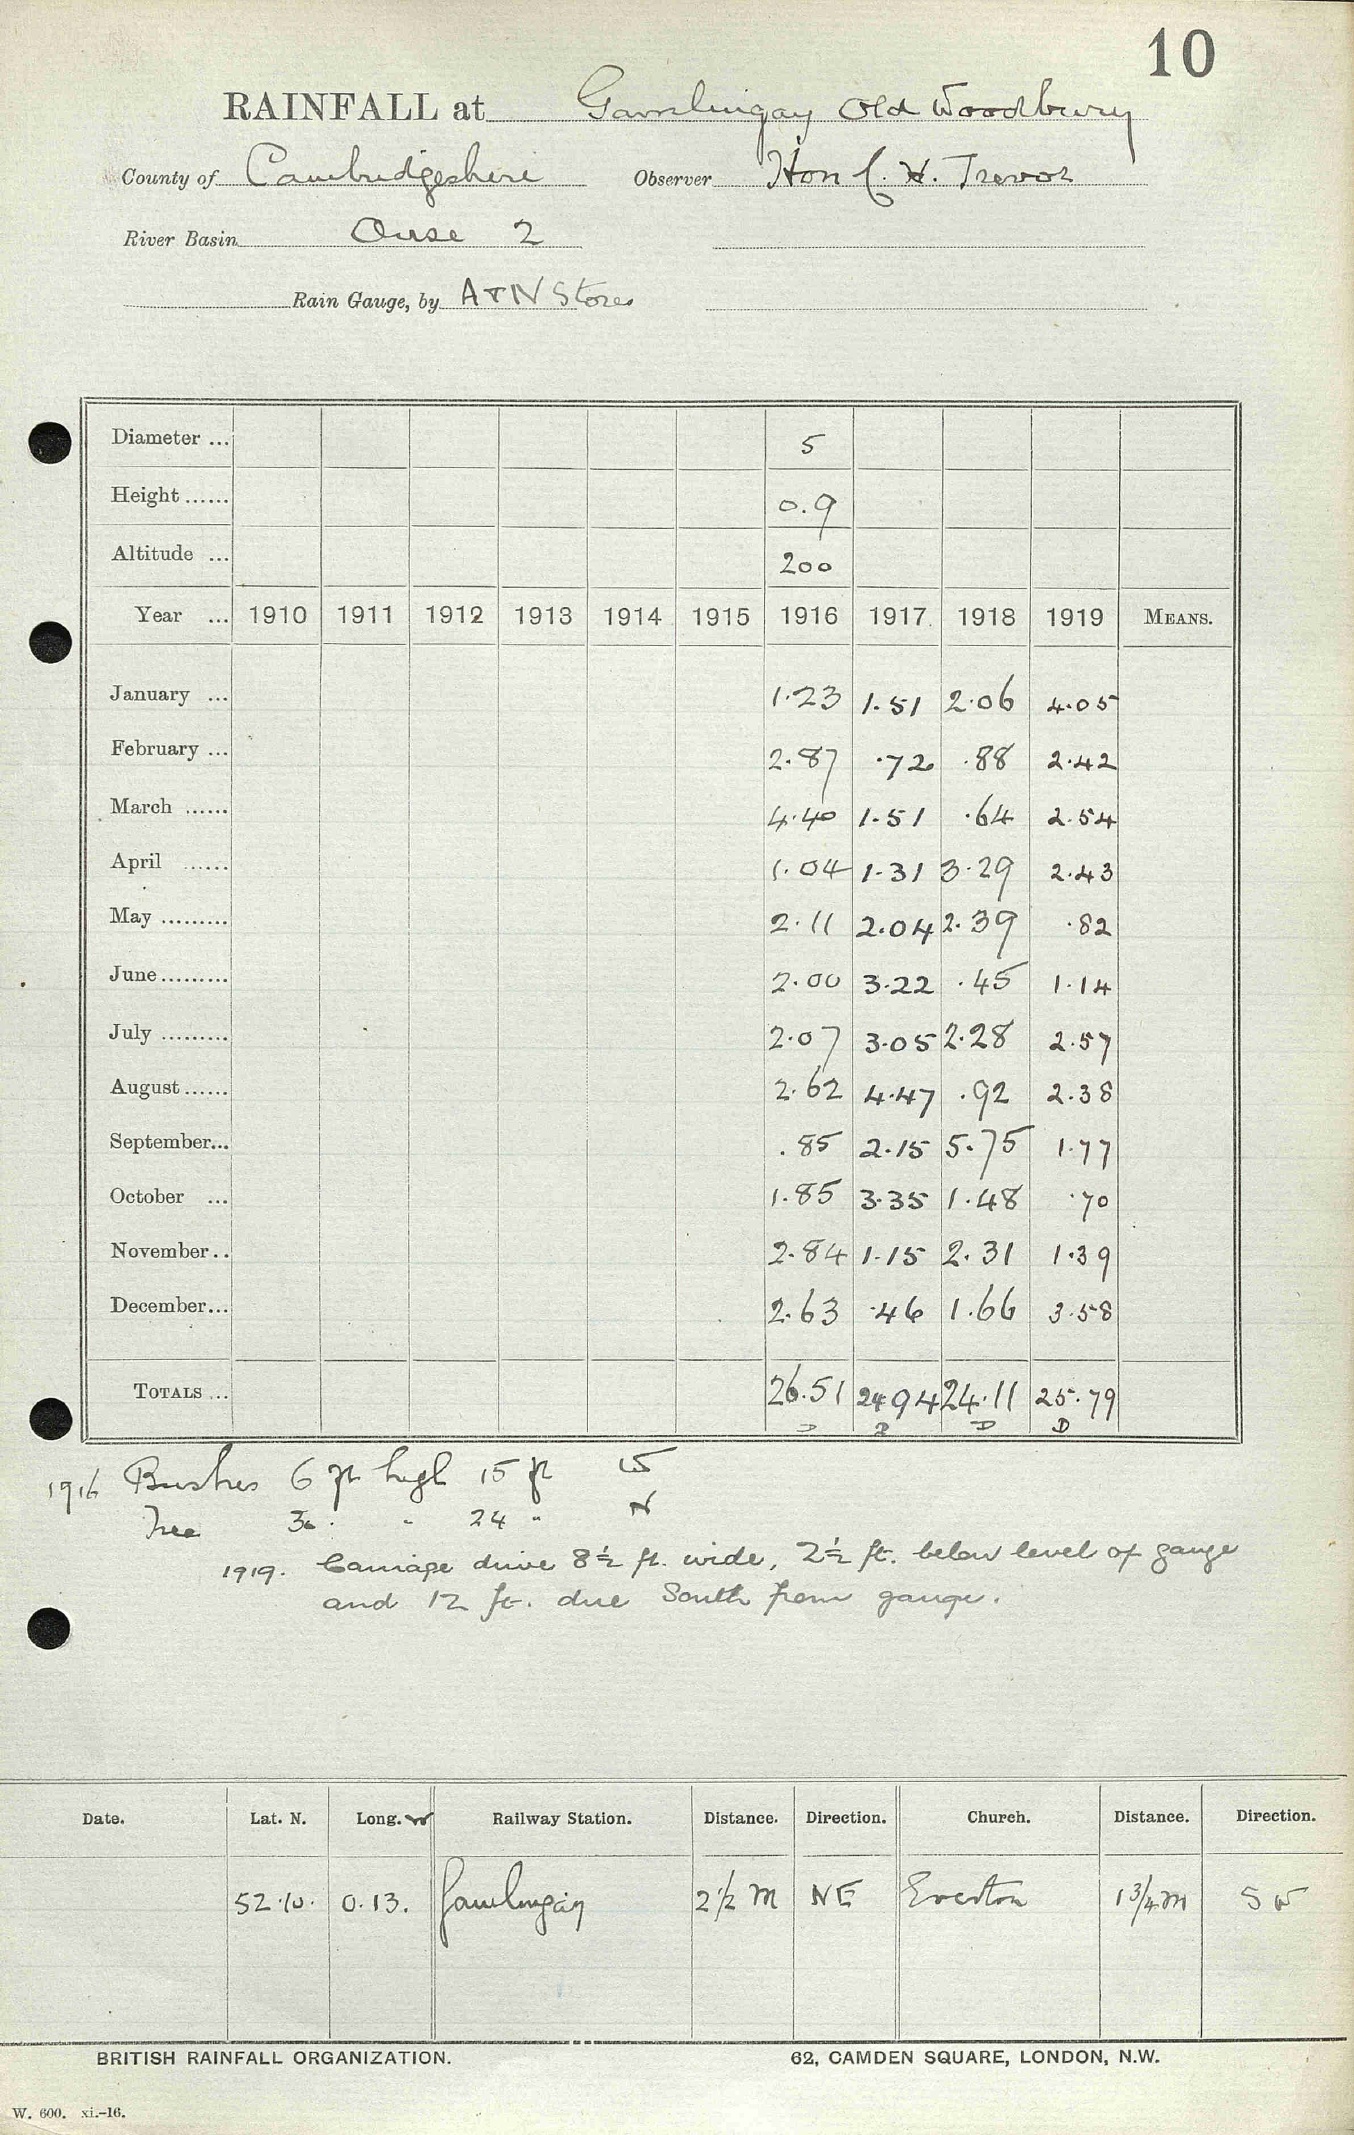 10
RAINFALL at Gamlingay Old Woodbury
County of Cambridgeshire Observer Hon C. H. Trevor
River Basin Ouse 2
Rain Gauge, by A & N Stores
Diameter ... 5
Height ...... 0.9
Altitude ... 200
Year ... 1910 1911 1912 1913 1914 1915 1916 1917 1918 1919 MEANS.
January ... 1.23 1.51 2.06 4.05
February ... 2.87 .72 .88 2.42
March ...... 4.40 1.51 .64 2.54
April ...... 1.04 1.31 3.29 2.43
May ......... 2.11 2.04 2.39 .82
June ......... 2.00 3.22 .45 1.14
July ......... 2.07 3.05 2.28 2.57
August ...... 2.62 4.47 .92 2.38
September... .85 2.15 5.75 1.77
October ... 1.85 3.35 1.48 .70
November.. 2.84 1.15 2.31 1.39
December... 2.63 .46 1.66 3.58
TOTALS ... 26.51 24 94 24.11 25.79
D D D D
1916 Bushes 6 ft high 15 ft W
Tree 30 " 24 " N
1919. Carriage drive 8½ ft. wide, 2½ ft. below level of gauge
and 12 ft. due South from gauge.
Date. Lat. N. Long. W Railway Station. Distance. Direction. Church. Distance. Direction.
52.10. 0.13. Gamlingay 2½ M NE Everton 1¾ M SW
BRITISH RAINFALL ORGANIZATION. 62, CAMDEN SQUARE, LONDON, N.W.
W. 600. xi.-16.